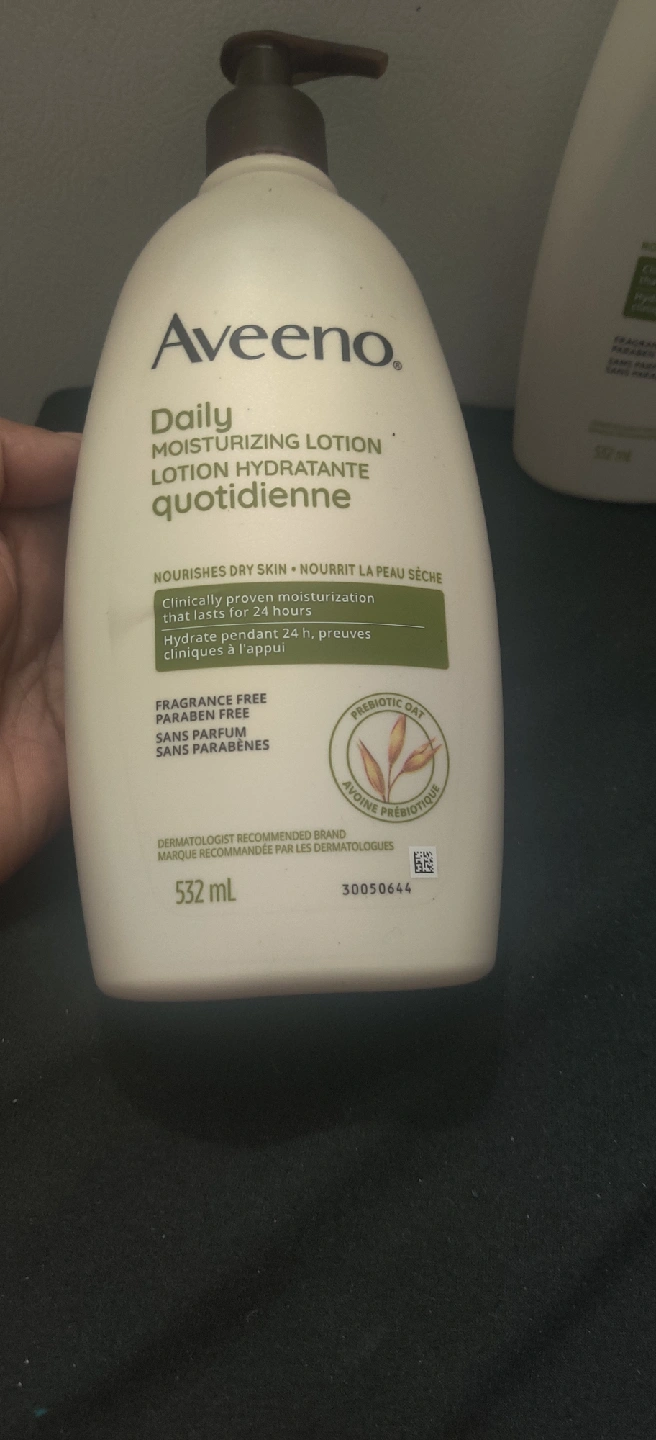 Aveeno®
Daily
MOISTURIZING LOTION
LOTION HYDRATANTE
quotidienne
NOURISHES DRY SKIN • NOURRIT LA PEAU SÈCHE
Clinically proven moisturization
that lasts for 24 hours
Hydrate pendant 24 h, preuves
cliniques à l'appui
FRAGRANCE FREE
PARABEN FREE
SANS PARFUM
SANS PARABÈNES
PREBIOTIC OAT
AVOINE PRÉBIOTIQUE
DERMATOLOGIST RECOMMENDED BRAND
MARQUE RECOMMANDÉE PAR LES DERMATOLOGUES
532 mL
30050644
532 mL